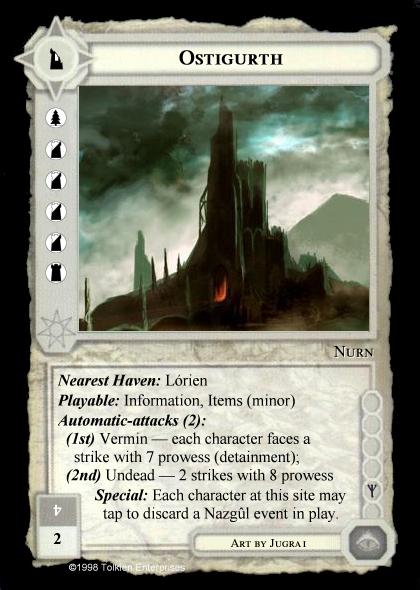 OSTIGURTH
NURN
Nearest Haven: Lórien
Playable: Information, Items (minor)
Automatic-attacks (2):
(1st) Vermin — each character faces a
strike with 7 prowess (detainment);
(2nd) Undead — 2 strikes with 8 prowess
Special: Each character at this site may
tap to discard a Nazgûl event in play.
4
2
ART BY JUGRAI
©1998 Tolkien Enterprises